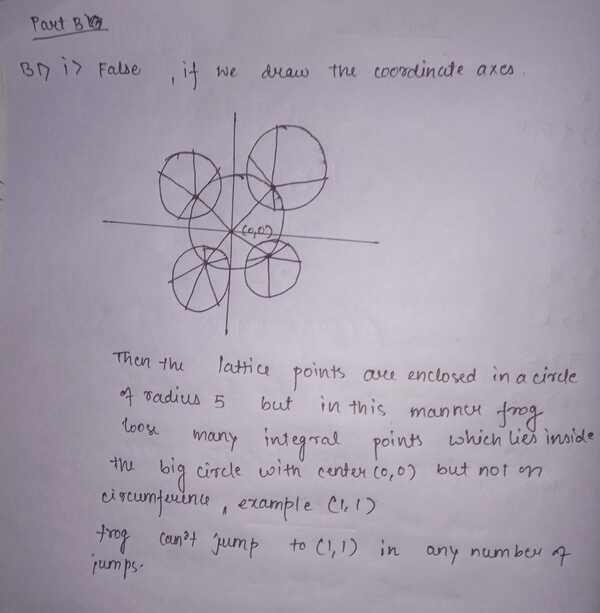 Part B
B1) i) False , if we draw the coordinate axes.
(0,0)
Then the lattice points are enclosed in a circle
of radius 5 but in this manner frog
loose many integral points which lies inside
the big circle with center (0,0) but not on
circumference, example (1,1)
frog can't jump to (1,1) in any number of
jumps.